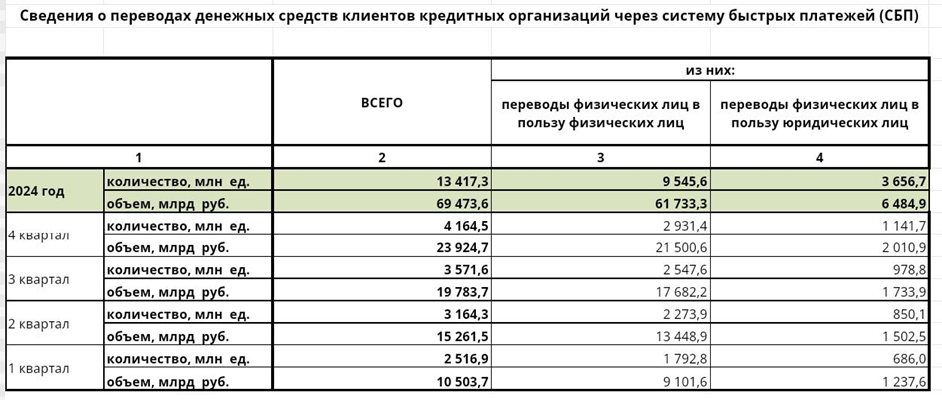 Сведения о переводах денежных средств клиентов кредитных организаций через систему быстрых платежей (СБП)
из них:
ВСЕГО
переводы физических лиц в пользу физических лиц
переводы физических лиц в пользу юридических лиц
1 2 3 4
2024 год
количество, млн ед. 13 417,3 9 545,6 3 656,7
объем, млрд руб. 69 473,6 61 733,3 6 484,9
4 квартал
количество, млн ед. 4 164,5 2 931,4 1 141,7
объем, млрд руб. 23 924,7 21 500,6 2 010,9
3 квартал
количество, млн ед. 3 571,6 2 547,6 978,8
объем, млрд руб. 19 783,7 17 682,2 1 733,9
2 квартал
количество, млн ед. 3 164,3 2 273,9 850,1
объем, млрд руб. 15 261,5 13 448,9 1 502,5
1 квартал
количество, млн ед. 2 516,9 1 792,8 686,0
объем, млрд руб. 10 503,7 9 101,6 1 237,6